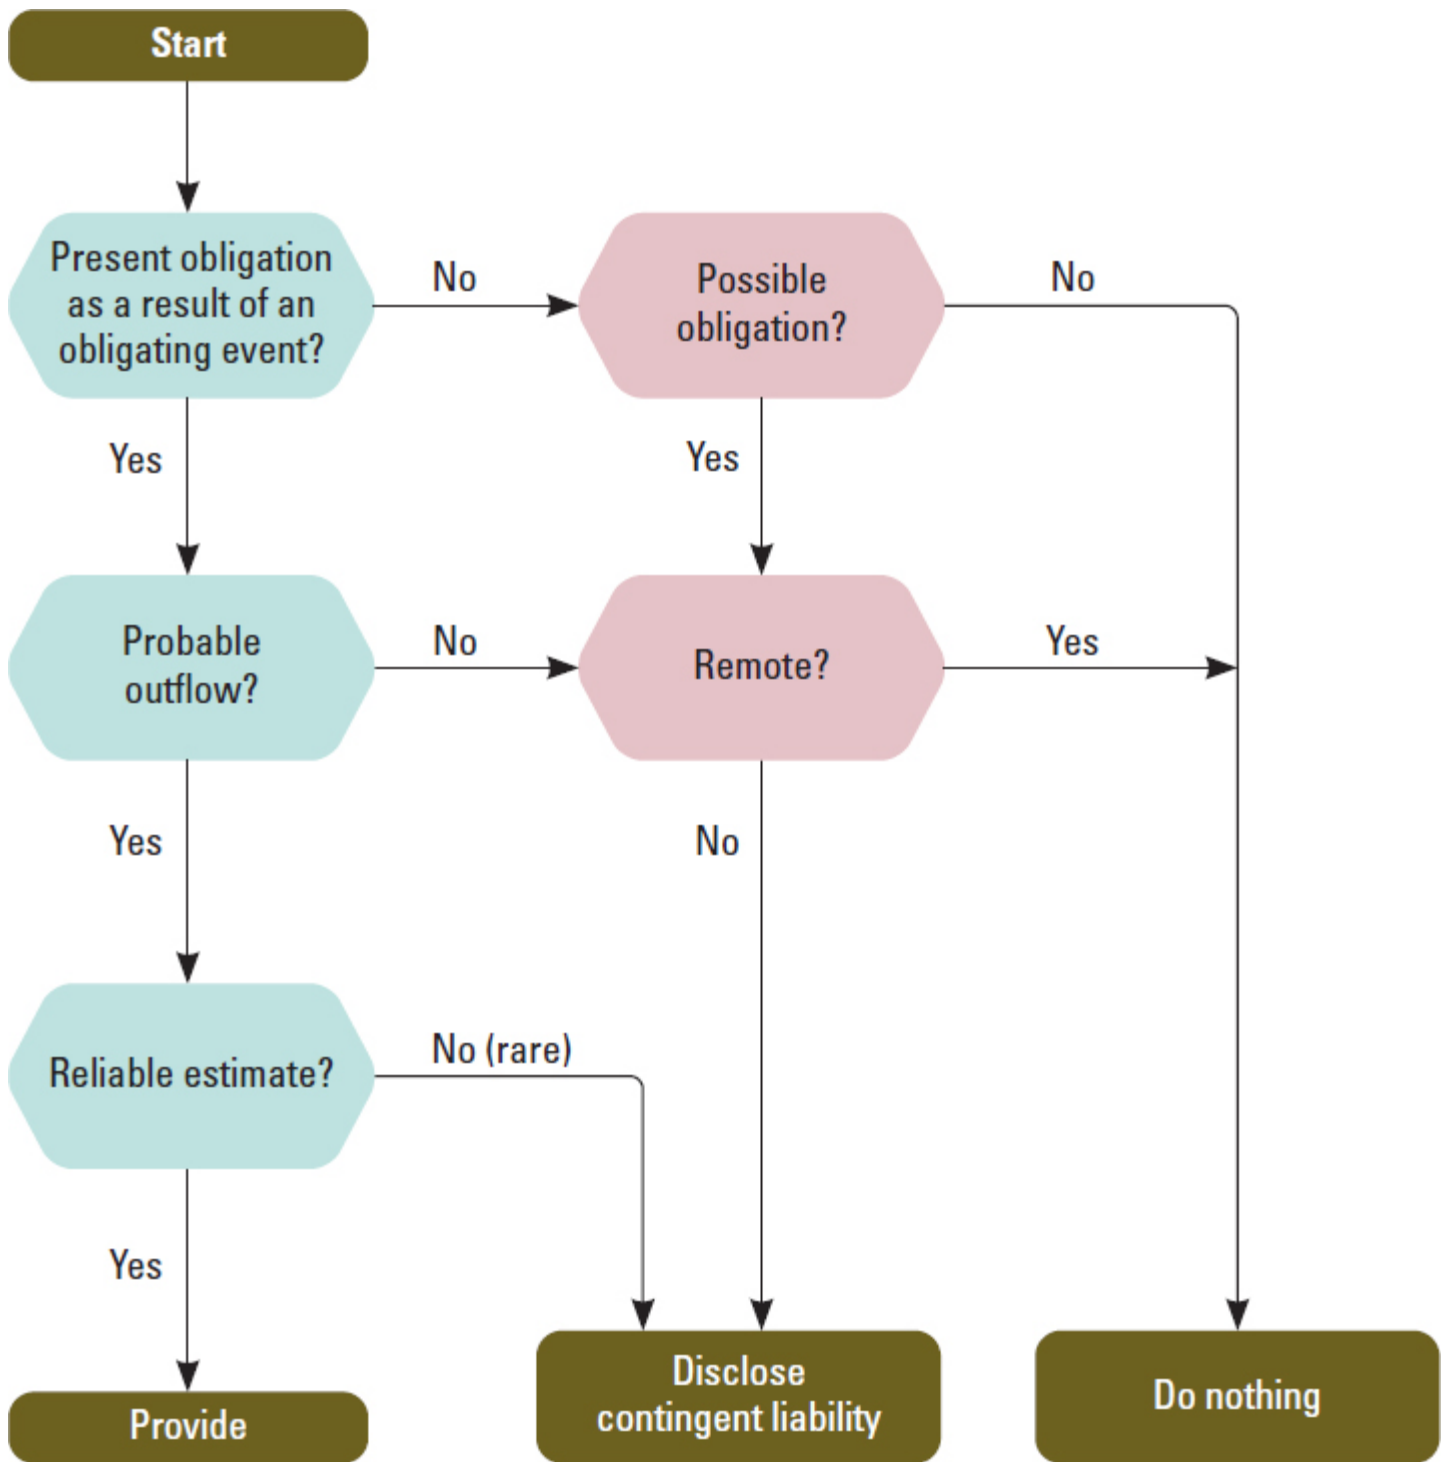 Start
Present obligation
as a result of an
obligating event?
No
Possible
obligation?
No
Yes
Yes
Probable
outflow?
No
Remote?
Yes
Yes
No
Reliable estimate?
No (rare)
Yes
Provide
Disclose
contingent liability
Do nothing